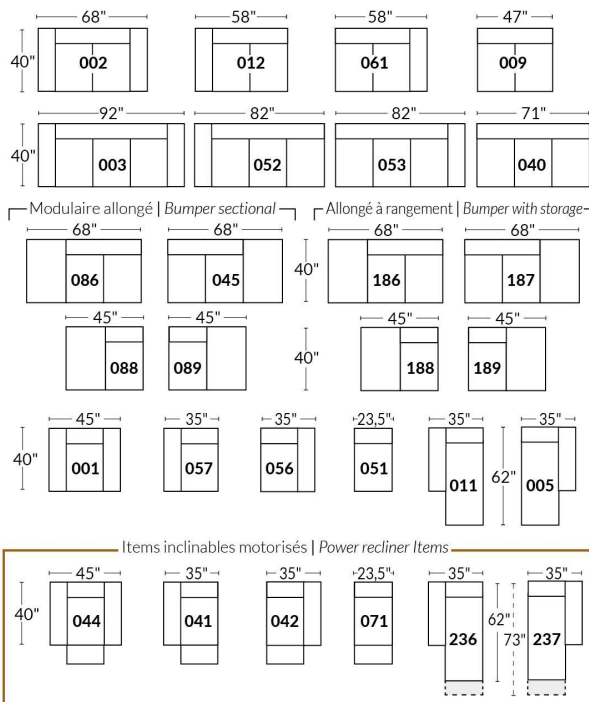 68" 58" 58" 47"
40" 002 012 061 009
92" 82" 82" 71"
40" 003 052 053 040
Modulaire allongé | Bumper sectional
Allongé à rangement | Bumper with storage
68" 68" 68" 68"
086 045 40" 186 187
45" 45" 45" 45"
088 089 40" 188 189
45" 35" 35" 23,5" 35" 35"
40" 001 057 056 051 011 62" 005
Items inclinables motorisés | Power recliner Items
45" 35" 35" 23,5" 35" 35"
40" 044 041 042 071 236 62" 73" 237